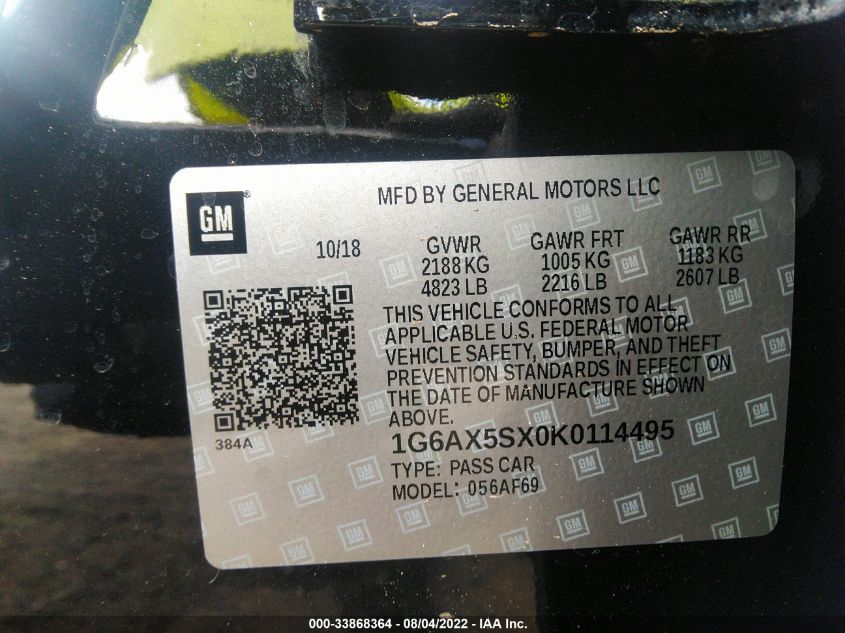 GM
MFD BY GENERAL MOTORS LLC
10/18 GVWR GAWR FRT GAWR RR
2188 KG 1005 KG 1183 KG
4823 LB 2216 LB 2607 LB
THIS VEHICLE CONFORMS TO ALL
APPLICABLE U.S. FEDERAL MOTOR
VEHICLE SAFETY, BUMPER, AND THEFT
PREVENTION STANDARDS IN EFFECT ON
THE DATE OF MANUFACTURE SHOWN
ABOVE.
384A
1G6AX5SX0K0114495
TYPE: PASS CAR
MODEL: 056AF69
000-33868364 - 08/04/2022 - IAA Inc.